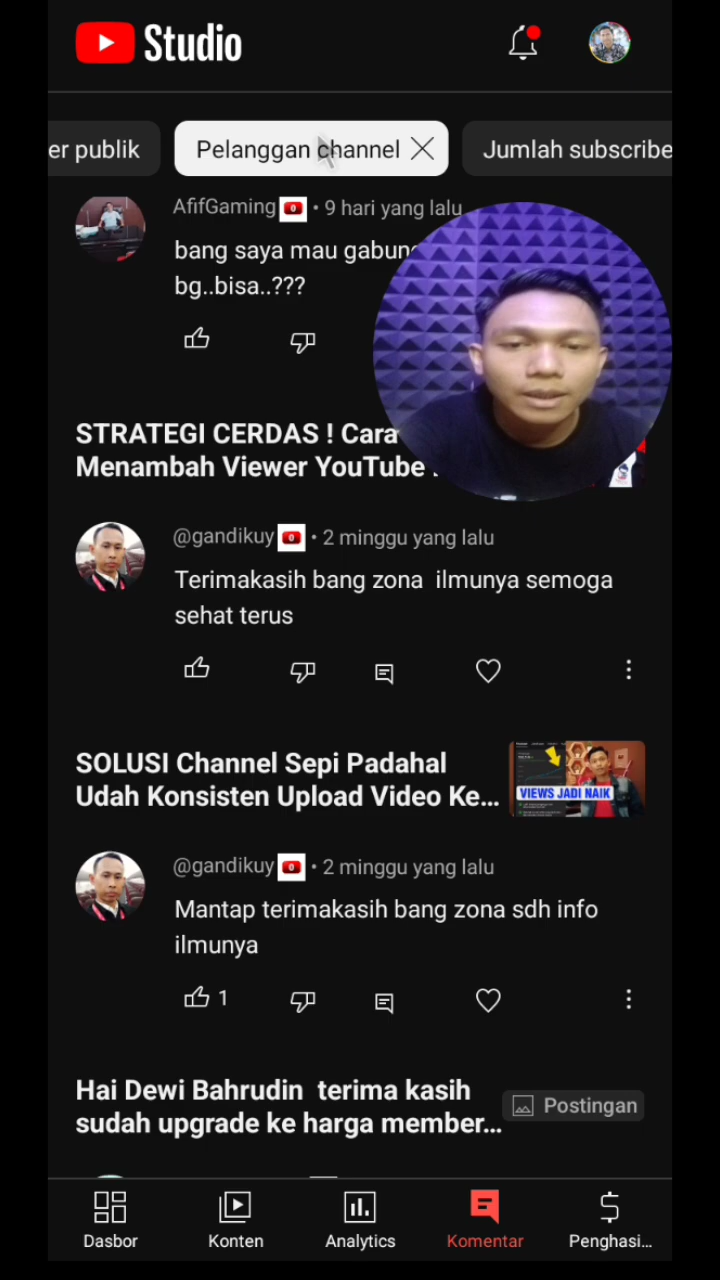 Studio
er publik
Pelanggan channel
Jumlah subscribe
AfifGaming • 9 hari yang lalu
bang saya mau gabung
bg..bisa..???
STRATEGI CERDAS ! Cara
Menambah Viewer YouTube
@gandikuy • 2 minggu yang lalu
Terimakasih bang zona ilmunya semoga
sehat terus
SOLUSI Channel Sepi Padahal
Udah Konsisten Upload Video Ke...
VIEWS JADI NAIK
@gandikuy • 2 minggu yang lalu
Mantap terimakasih bang zona sdh info
ilmunya
1
Hai Dewi Bahrudin terima kasih
sudah upgrade ke harga member...
Postingan
Dasbor
Konten
Analytics
Komentar
Penghasi...